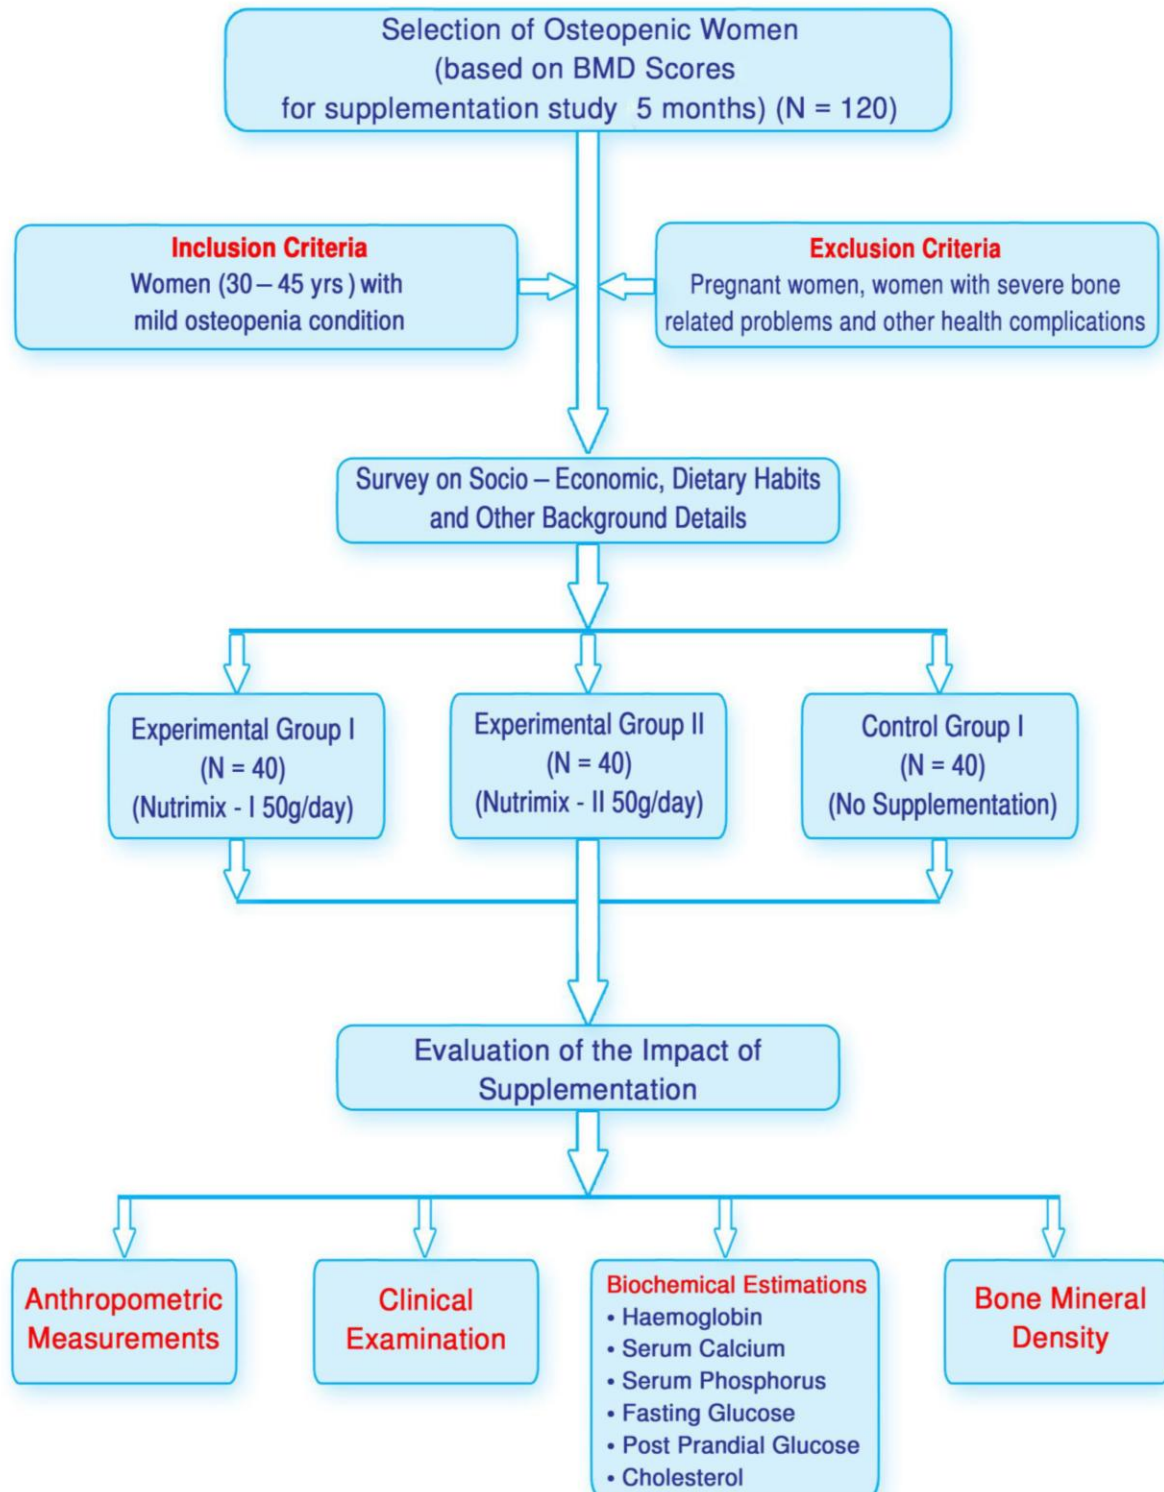 Selection of Osteopenic Women
(based on BMD Scores
for supplementation study 5 months) (N = 120)
Inclusion Criteria
Women (30 – 45 yrs ) with
mild osteopenia condition
Exclusion Criteria
Pregnant women, women with severe bone
related problems and other health complications
Survey on Socio – Economic, Dietary Habits
and Other Background Details
Experimental Group I
(N = 40)
(Nutrimix - I 50g/day)
Experimental Group II
(N = 40)
(Nutrimix - II 50g/day)
Control Group I
(N = 40)
(No Supplementation)
Evaluation of the Impact of
Supplementation
Anthropometric
Measurements
Clinical
Examination
Biochemical Estimations
• Haemoglobin
• Serum Calcium
• Serum Phosphorus
• Fasting Glucose
• Post Prandial Glucose
• Cholesterol
Bone Mineral
Density